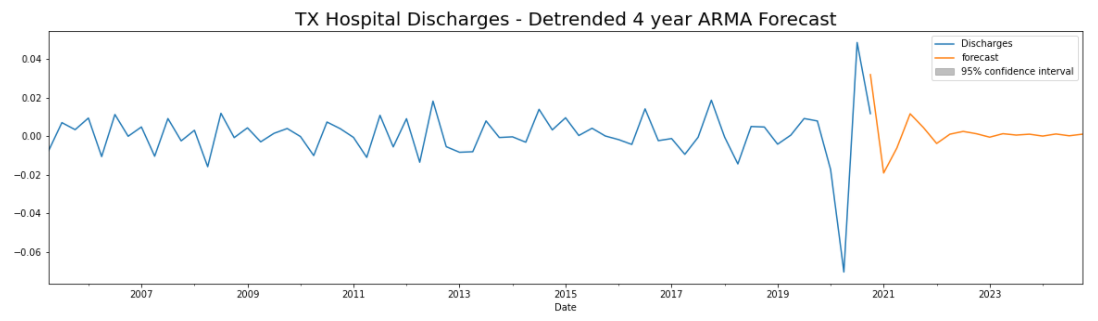 TX Hospital Discharges - Detrended 4 year ARMA Forecast
Discharges
forecast
95% confidence interval
0.04
0.02
0.00
−0.02
−0.04
−0.06
2007 2009 2011 2013 2015 2017 2019 2021 2023
Date